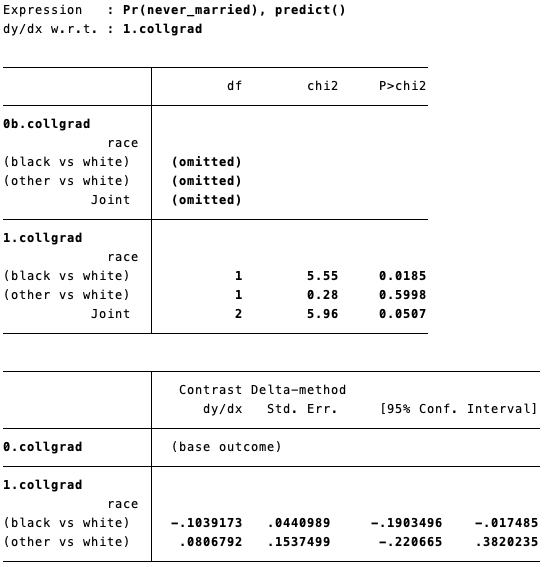 Expression : Pr(never_married), predict()
dy/dx w.r.t. : 1.collgrad
df chi2 P>chi2
0b.collgrad
race
(black vs white) (omitted)
(other vs white) (omitted)
Joint (omitted)
1.collgrad
race
(black vs white) 1 5.55 0.0185
(other vs white) 1 0.28 0.5998
Joint 2 5.96 0.0507
Contrast Delta-method
dy/dx Std. Err. [95% Conf. Interval]
0.collgrad (base outcome)
1.collgrad
race
(black vs white) -.1039173 .0440989 -.1903496 -.017485
(other vs white) .0806792 .1537499 -.220665 .3820235